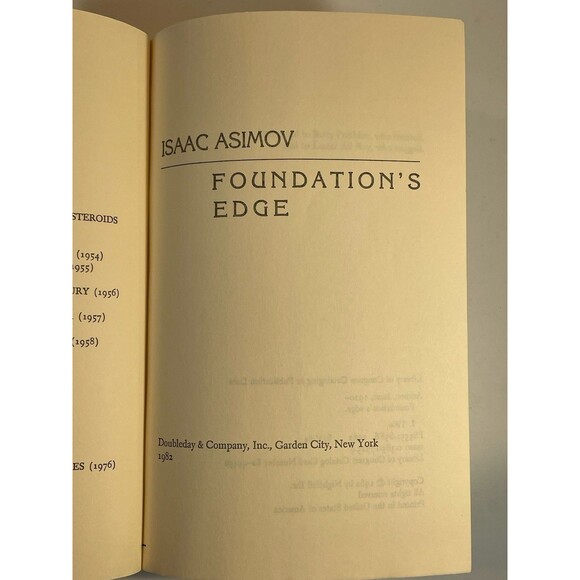 STEROIDS
(1954)
1955)
URY (1956)
(1957)
(1958)
ES (1976)
ISAAC ASIMOV
FOUNDATION'S
EDGE
Doubleday & Company, Inc., Garden City, New York
1982